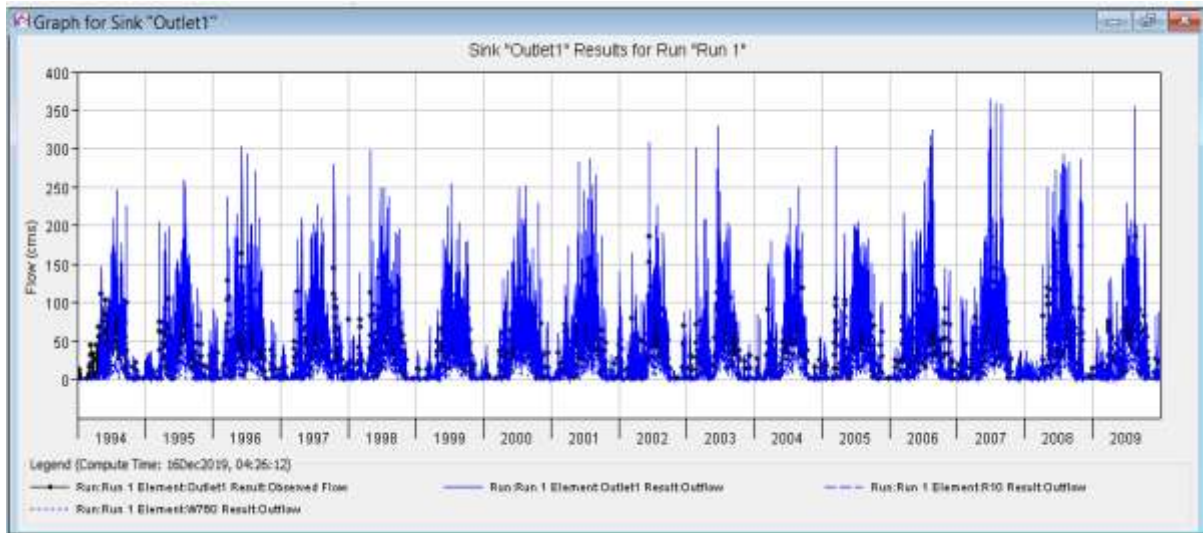 Graph for Sink "Outlet1"
Sink "Outlet1" Results for Run "Run 1"
400
350
300
250
200
150
100
50
0
Flow (cms)
1994 1995 1996 1997 1998 1999 2000 2001 2002 2003 2004 2005 2006 2007 2008 2009
Legend (Compute Time: 16Dec2019, 04:26:12)
Run:Run 1 Element:Outlet1 Result:Observed Flow Run:Run 1 Element:Outlet1 Result:Outflow Run:Run 1 Element:R10 Result:Outflow
Run:Run 1 Element:W760 Result:Outflow